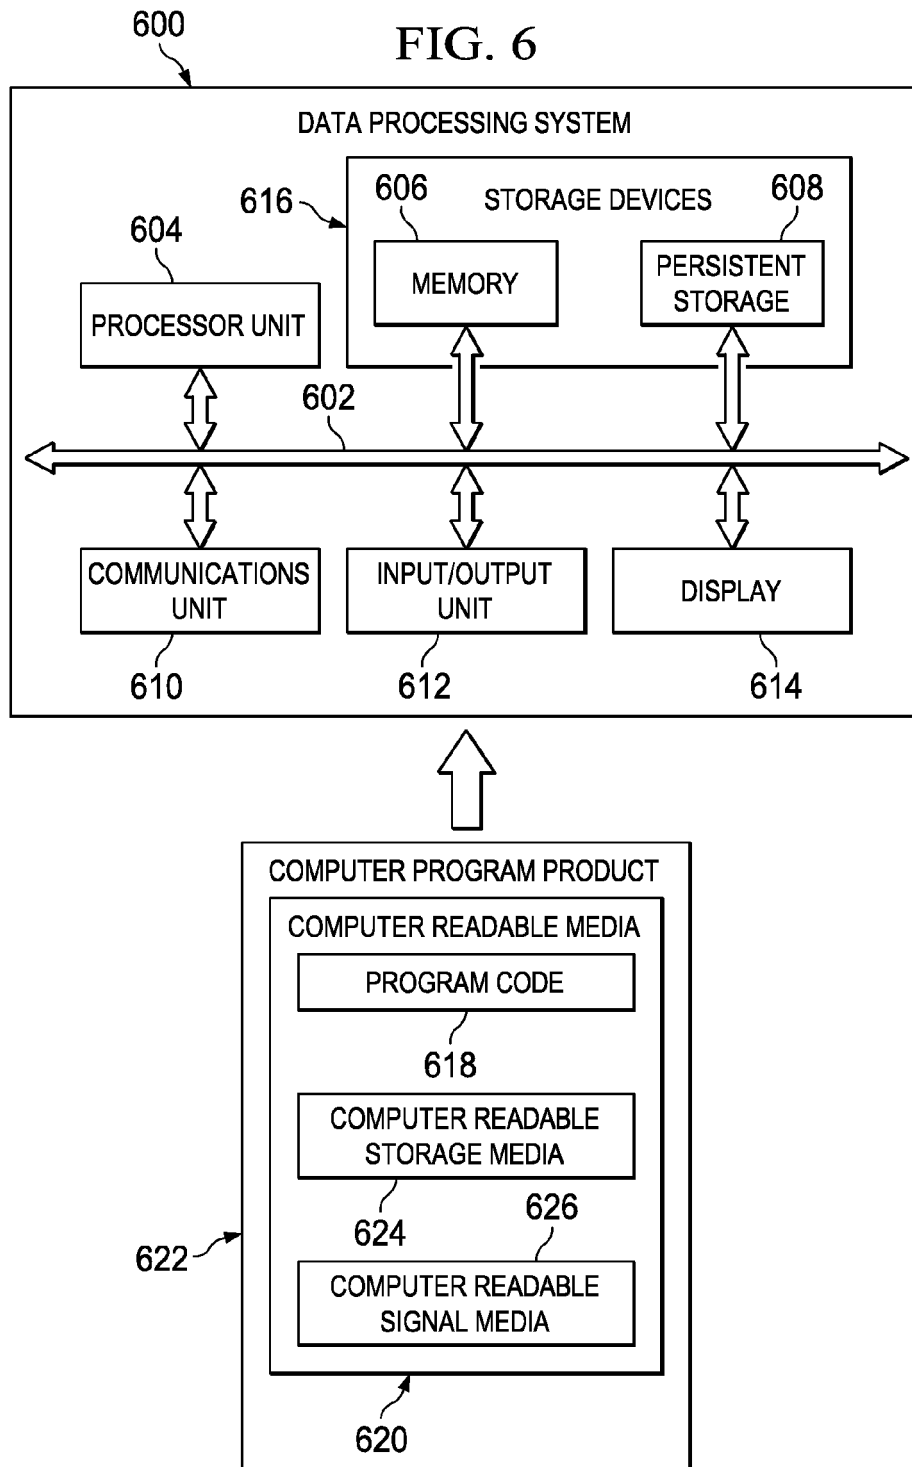 600
FIG. 6
DATA PROCESSING SYSTEM
616
606
STORAGE DEVICES
608
604
MEMORY
PERSISTENT
STORAGE
PROCESSOR UNIT
602
COMMUNICATIONS
UNIT
INPUT/OUTPUT
UNIT
DISPLAY
610
612
614
COMPUTER PROGRAM PRODUCT
COMPUTER READABLE MEDIA
PROGRAM CODE
618
COMPUTER READABLE
STORAGE MEDIA
624
626
622
COMPUTER READABLE
SIGNAL MEDIA
620